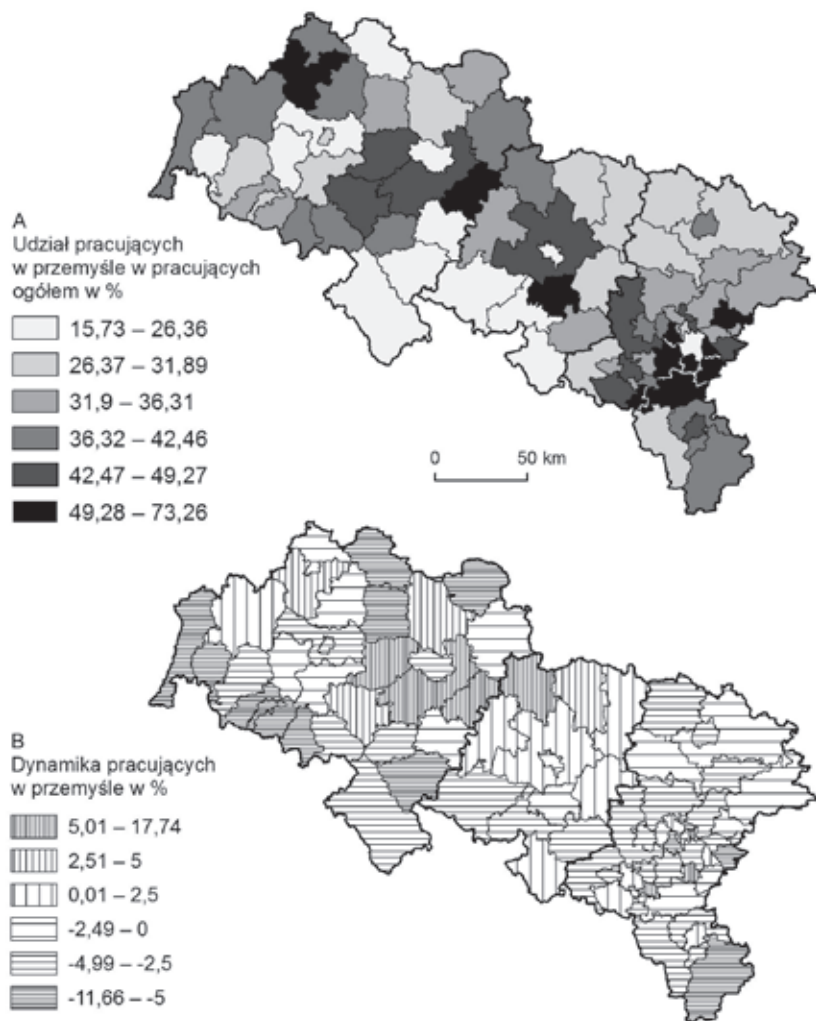 A
Udział pracujących
w przemyśle w pracujących
ogółem w %
15,73 – 26,36
26,37 – 31,89
31,9 – 36,31
36,32 – 42,46
42,47 – 49,27
49,28 – 73,26
0 50 km
B
Dynamika pracujących
w przemyśle w %
5,01 – 17,74
2,51 – 5
0,01 – 2,5
-2,49 – 0
-4,99 – -2,5
-11,66 – -5